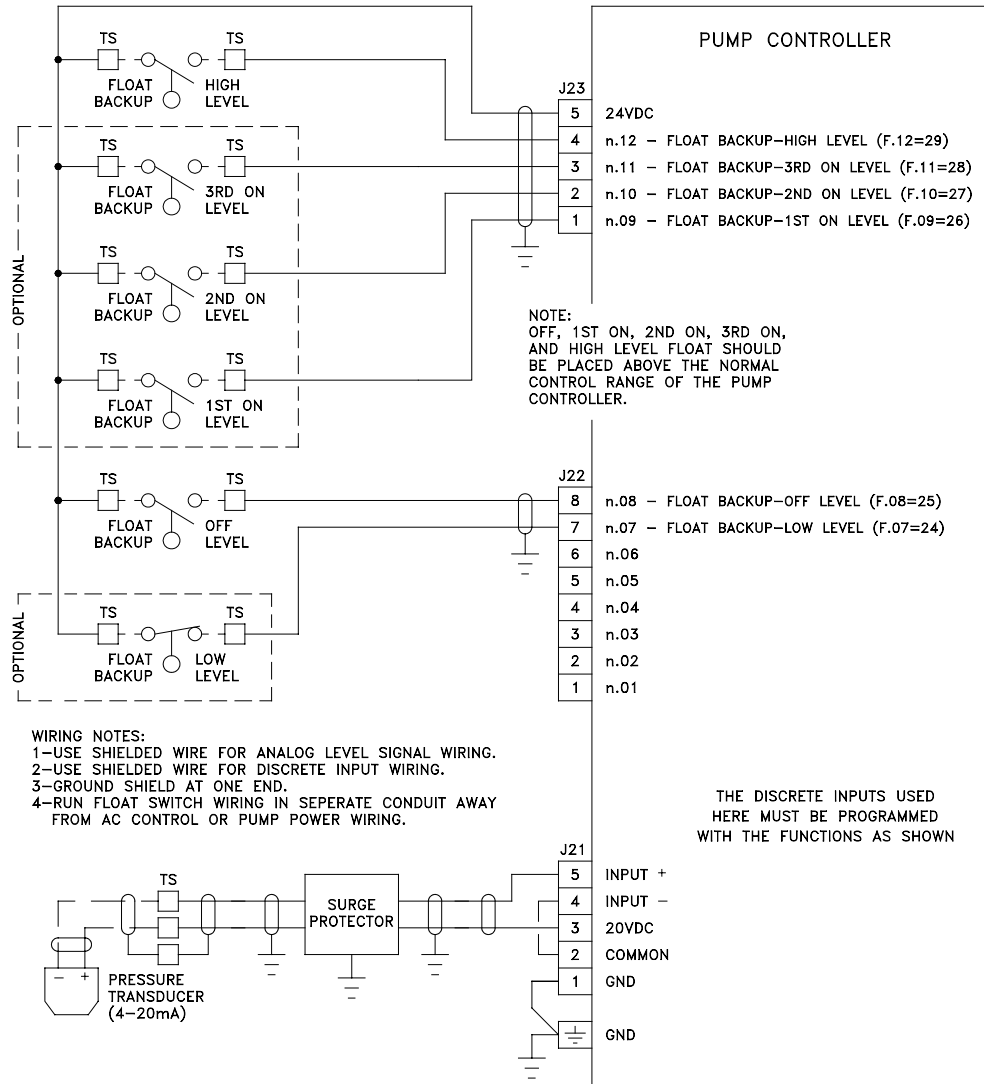 PUMP CONTROLLER
TS TS
FLOAT BACKUP HIGH LEVEL
OPTIONAL
TS TS
FLOAT BACKUP 3RD ON LEVEL
TS TS
FLOAT BACKUP 2ND ON LEVEL
TS TS
FLOAT BACKUP 1ST ON LEVEL
TS TS
FLOAT BACKUP OFF LEVEL
OPTIONAL
TS TS
FLOAT BACKUP LOW LEVEL
J23
5 24VDC
4 n.12 - FLOAT BACKUP-HIGH LEVEL (F.12=29)
3 n.11 - FLOAT BACKUP-3RD ON LEVEL (F.11=28)
2 n.10 - FLOAT BACKUP-2ND ON LEVEL (F.10=27)
1 n.09 - FLOAT BACKUP-1ST ON LEVEL (F.09=26)
NOTE:
OFF, 1ST ON, 2ND ON, 3RD ON,
AND HIGH LEVEL FLOAT SHOULD
BE PLACED ABOVE THE NORMAL
CONTROL RANGE OF THE PUMP
CONTROLLER.
J22
8 n.08 - FLOAT BACKUP-OFF LEVEL (F.08=25)
7 n.07 - FLOAT BACKUP-LOW LEVEL (F.07=24)
6 n.06
5 n.05
4 n.04
3 n.03
2 n.02
1 n.01
WIRING NOTES:
1-USE SHIELDED WIRE FOR ANALOG LEVEL SIGNAL WIRING.
2-USE SHIELDED WIRE FOR DISCRETE INPUT WIRING.
3-GROUND SHIELD AT ONE END.
4-RUN FLOAT SWITCH WIRING IN SEPERATE CONDUIT AWAY
FROM AC CONTROL OR PUMP POWER WIRING.
THE DISCRETE INPUTS USED
HERE MUST BE PROGRAMMED
WITH THE FUNCTIONS AS SHOWN
J21
5 INPUT +
4 INPUT -
3 20VDC
2 COMMON
1 GND
GND
TS
SURGE
PROTECTOR
- +
PRESSURE
TRANSDUCER
(4-20mA)